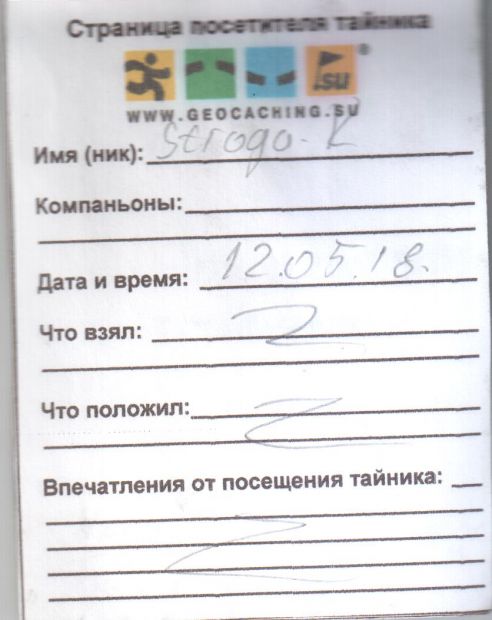 Страница посетителя тайника
.su ®
WWW.GEOCACHING.SU
Имя (ник): Strogo-K
Компаньоны:
Дата и время: 12.05.18.
Что взял: Z
Что положил: Z
Впечатления от посещения тайника:
Z